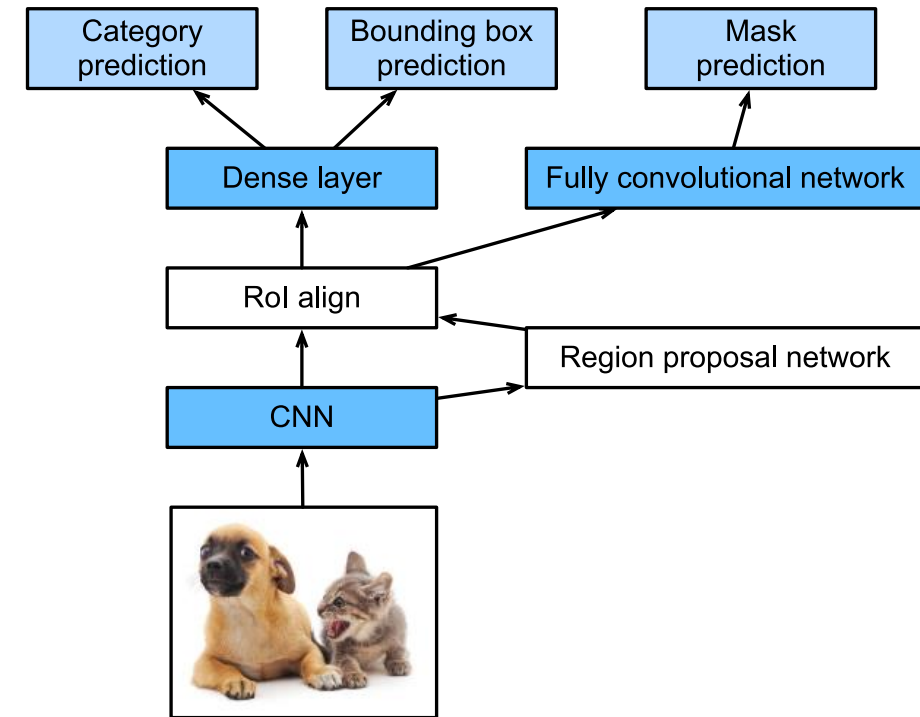 Category
prediction
Bounding box
prediction
Mask
prediction
Dense layer
Fully convolutional network
RoI align
Region proposal network
CNN